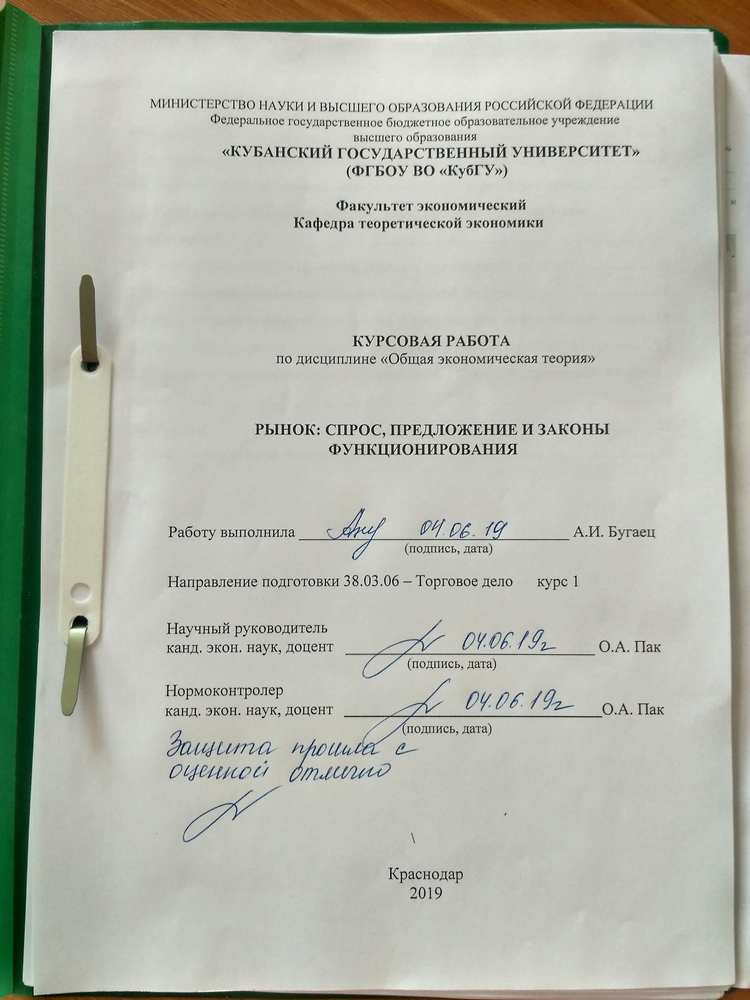 МИНИСТЕРСТВО НАУКИ И ВЫСШЕГО ОБРАЗОВАНИЯ РОССИЙСКОЙ ФЕДЕРАЦИИ
Федеральное государственное бюджетное образовательное учреждение
высшего образования
«КУБАНСКИЙ ГОСУДАРСТВЕННЫЙ УНИВЕРСИТЕТ»
(ФГБОУ ВО «КубГУ»)
Факультет экономический
Кафедра теоретической экономики
КУРСОВАЯ РАБОТА
по дисциплине «Общая экономическая теория»
РЫНОК: СПРОС, ПРЕДЛОЖЕНИЕ И ЗАКОНЫ
ФУНКЦИОНИРОВАНИЯ
Работу выполнила 04.06.19 А.И. Бугаец
(подпись, дата)
Направление подготовки 38.03.06 – Торговое дело курс 1
Научный руководитель
канд. экон. наук, доцент 04.06.19г О.А. Пак
(подпись, дата)
Нормоконтролер
канд. экон. наук, доцент 04.06.19г О.А. Пак
(подпись, дата)
Защита прошла с
оценкой отлично
Краснодар
2019